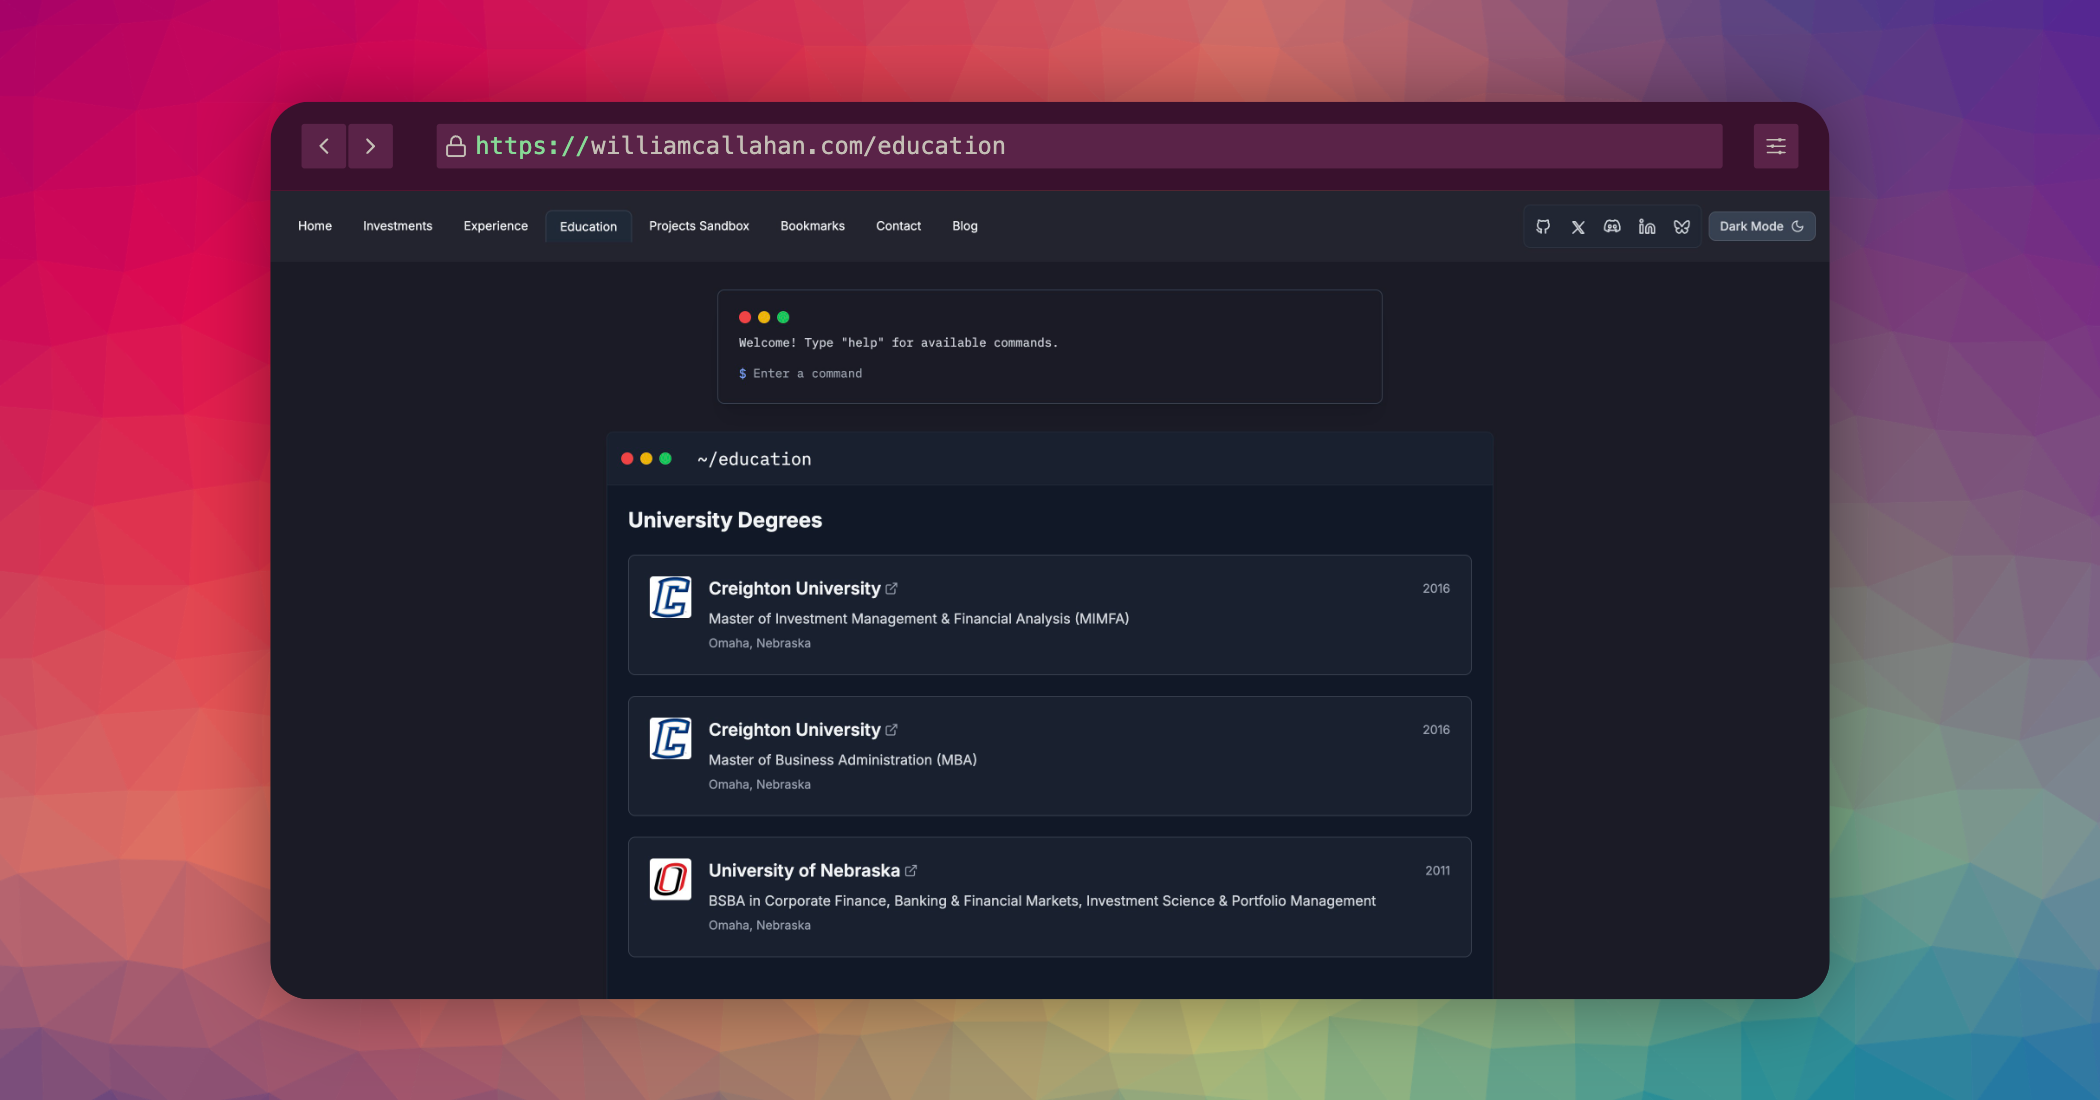 https://williamcallahan.com/education
Home Investments Experience Education Projects Sandbox Bookmarks Contact Blog Dark Mode
Welcome! Type "help" for available commands.
$ Enter a command
~/education
University Degrees
Creighton University 2016
Master of Investment Management & Financial Analysis (MIMFA)
Omaha, Nebraska
Creighton University 2016
Master of Business Administration (MBA)
Omaha, Nebraska
University of Nebraska 2011
BSBA in Corporate Finance, Banking & Financial Markets, Investment Science & Portfolio Management
Omaha, Nebraska